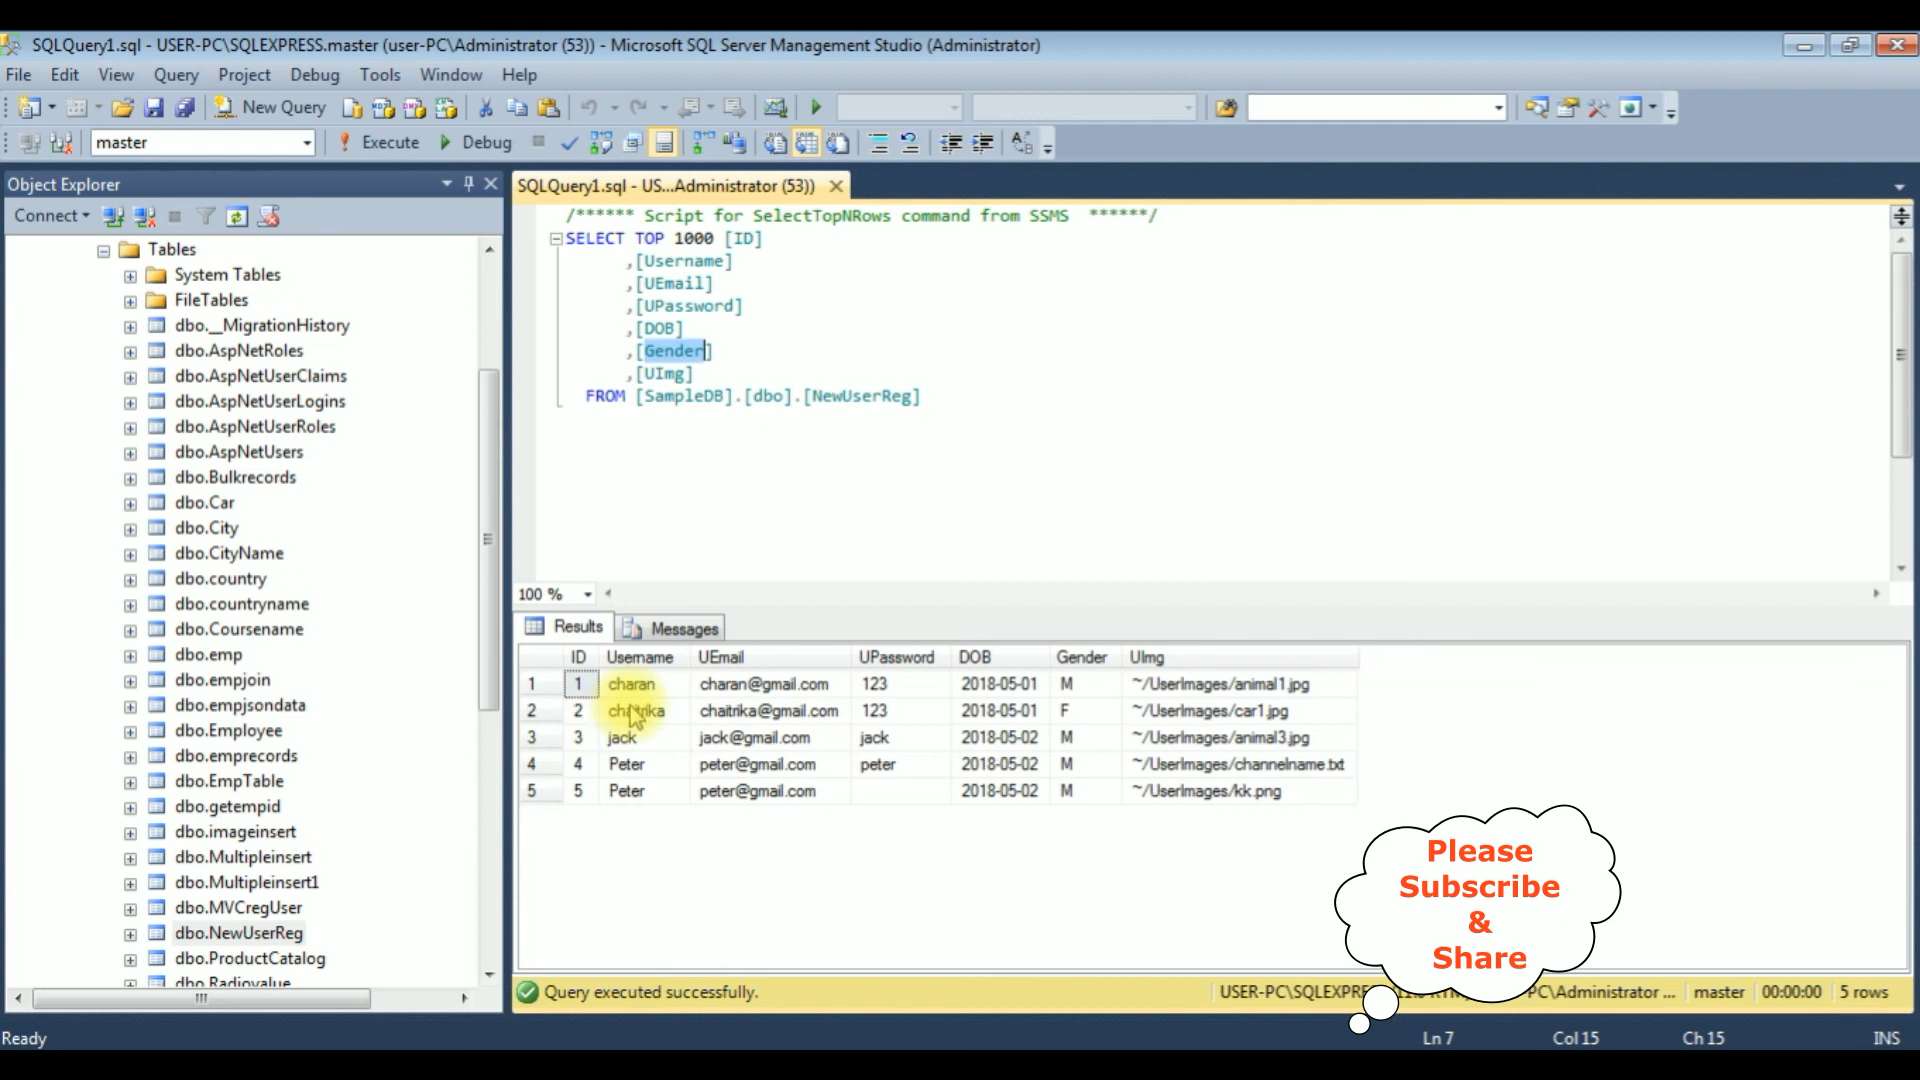 SQLQuery1.sql - USER-PC\SQLEXPRESS.master (user-PC\Administrator (53)) - Microsoft SQL Server Management Studio (Administrator)
File Edit View Query Project Debug Tools Window Help
New Query
master Execute Debug
Object Explorer
Connect
Tables
System Tables
FileTables
dbo.__MigrationHistory
dbo.AspNetRoles
dbo.AspNetUserClaims
dbo.AspNetUserLogins
dbo.AspNetUserRoles
dbo.AspNetUsers
dbo.Bulkrecords
dbo.Car
dbo.City
dbo.CityName
dbo.country
dbo.countryname
dbo.Coursename
dbo.emp
dbo.empjoin
dbo.empjsondata
dbo.Employee
dbo.emprecords
dbo.EmpTable
dbo.getempid
dbo.imageinsert
dbo.Multipleinsert
dbo.Multipleinsert1
dbo.MVCregUser
dbo.NewUserReg
dbo.ProductCatalog
dbo.Radiovalue
SQLQuery1.sql - US...Administrator (53))
/****** Script for SelectTopNRows command from SSMS ******/
SELECT TOP 1000 [ID]
,[Username]
,[UEmail]
,[UPassword]
,[DOB]
,[Gender]
,[UImg]
FROM [SampleDB].[dbo].[NewUserReg]
100 %
Results Messages
ID Username UEmail UPassword DOB Gender UImg
1 1 charan charan@gmail.com 123 2018-05-01 M ~/UserImages/animal1.jpg
2 2 chaitrika chaitrika@gmail.com 123 2018-05-01 F ~/UserImages/car1.jpg
3 3 jack jack@gmail.com jack 2018-05-02 M ~/UserImages/animal3.jpg
4 4 Peter peter@gmail.com peter 2018-05-02 M ~/UserImages/channelname.txt
5 5 Peter peter@gmail.com 2018-05-02 M ~/UserImages/kk.png
Please
Subscribe
&
Share
Query executed successfully. USER-PC\SQLEXPRE PC\Administrator ... master 00:00:00 5 rows
Ready Ln 7 Col 15 Ch 15 INS